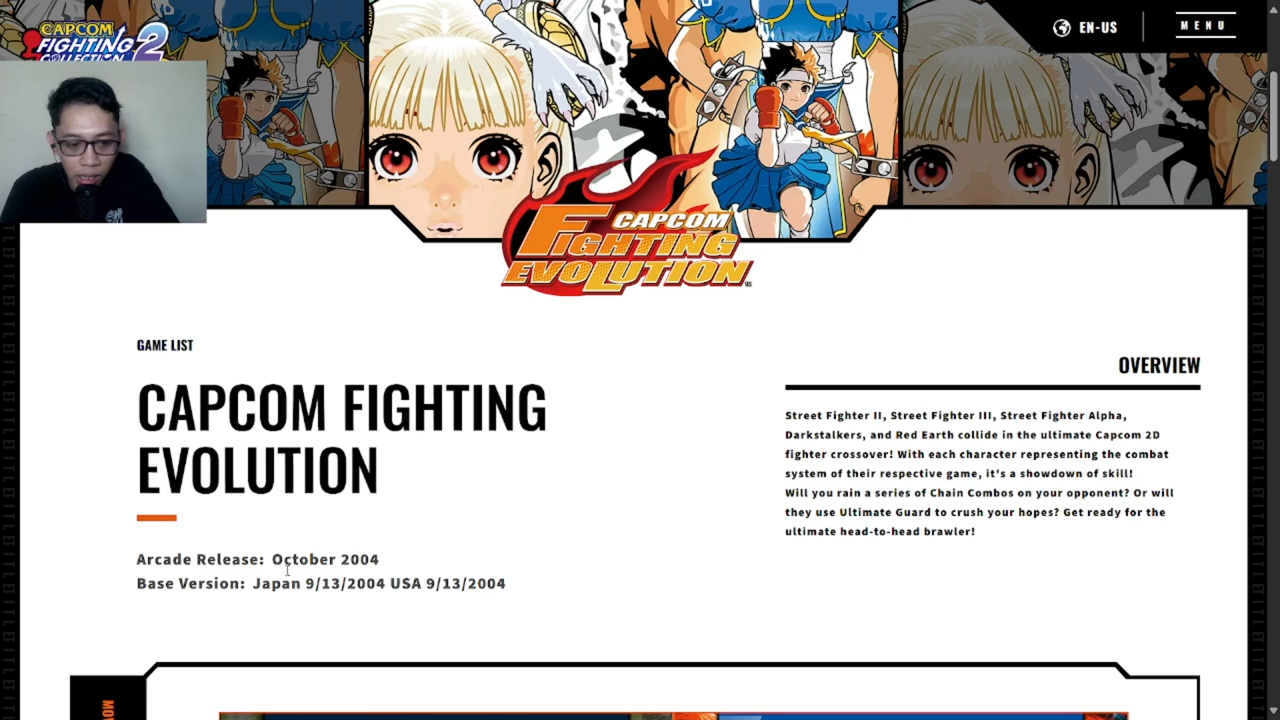 CAPCOM
FIGHTING
COLLECTION 2
EN-US
MENU
CAPCOM
FIGHTING
EVOLUTION
TM
GAME LIST
CAPCOM FIGHTING
EVOLUTION
Arcade Release: October 2004
Base Version: Japan 9/13/2004 USA 9/13/2004
OVERVIEW
Street Fighter II, Street Fighter III, Street Fighter Alpha,
Darkstalkers, and Red Earth collide in the ultimate Capcom 2D
fighter crossover! With each character representing the combat
system of their respective game, it's a showdown of skill!
Will you rain a series of Chain Combos on your opponent? Or will
they use Ultimate Guard to crush your hopes? Get ready for the
ultimate head-to-head brawler!